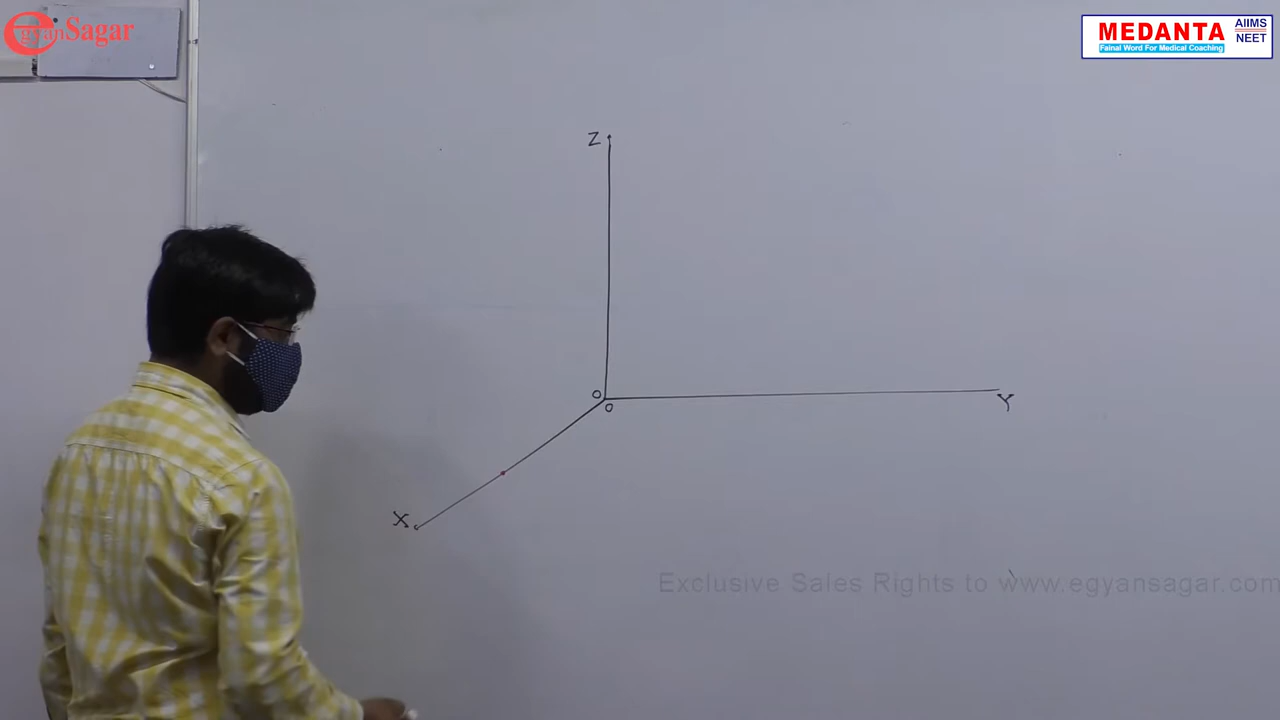 egyanSagar
MEDANTA
Fainal Word For Medical Coaching
AIIMS
NEET
Z
O
O
Y
X
Exclusive Sales Rights to www.egyansagar.com